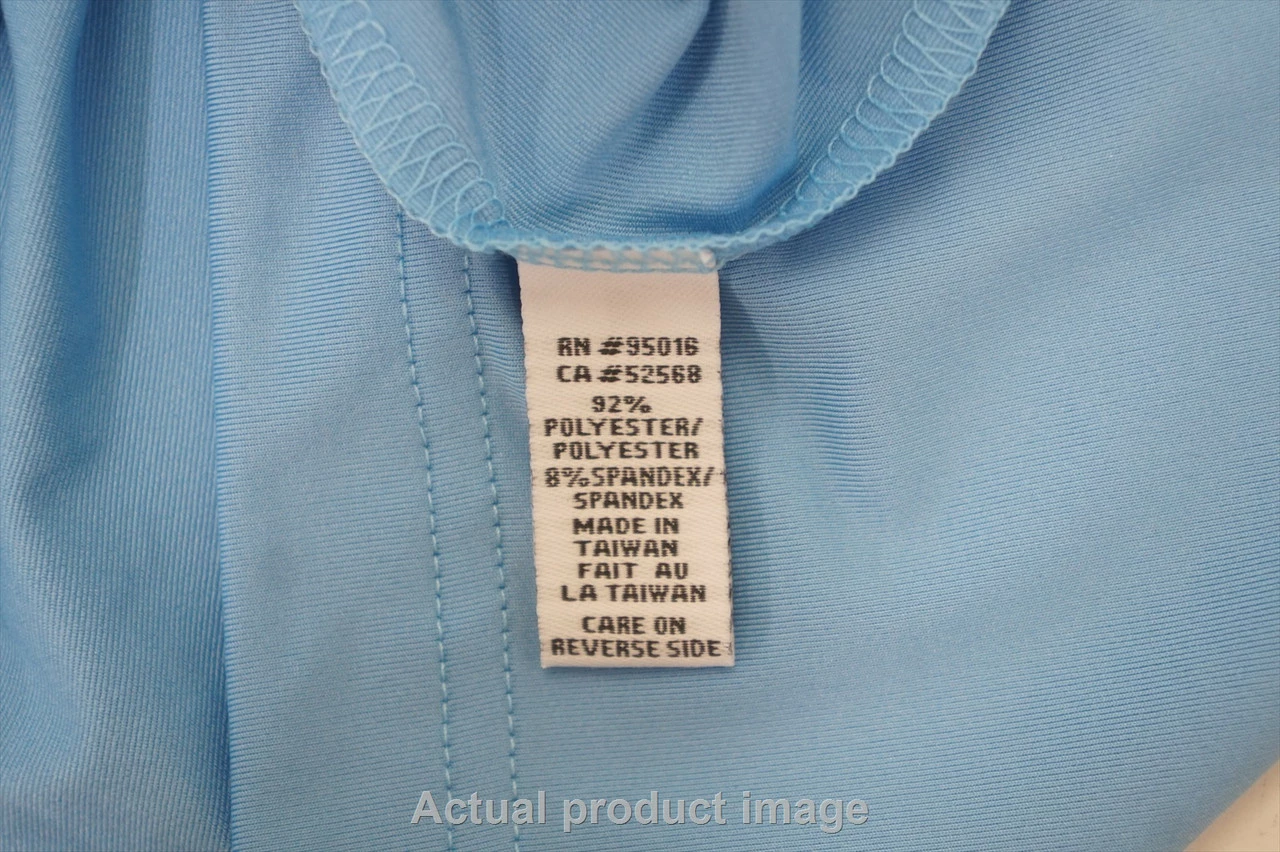 RN #95016
CA #52568
92%
POLYESTER/
POLYESTER
8%SPANDEX/
SPANDEX
MADE IN
TAIWAN
FAIT AU
LA TAIWAN
CARE ON
REVERSE SIDE
Actual product image